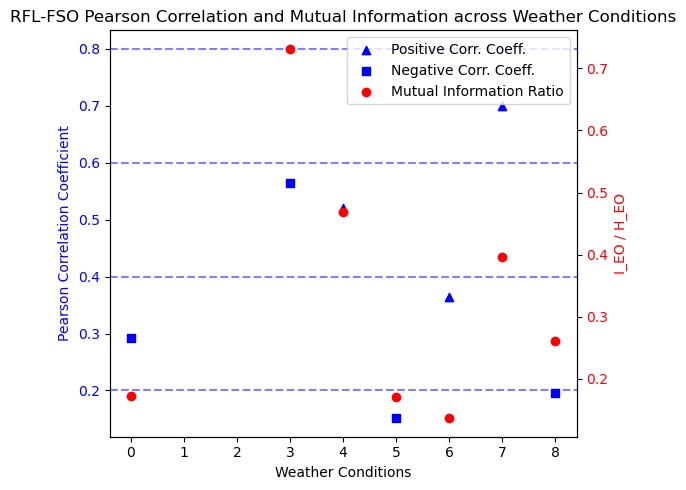 RFL-FSO Pearson Correlation and Mutual Information across Weather Conditions
Positive Corr. Coeff.
Negative Corr. Coeff.
Mutual Information Ratio
Pearson Correlation Coefficient
0.8
0.7
0.6
0.5
0.4
0.3
0.2
0.7
0.6
0.5
0.4
0.3
0.2
I_EO / H_EO
0 1 2 3 4 5 6 7 8
Weather Conditions